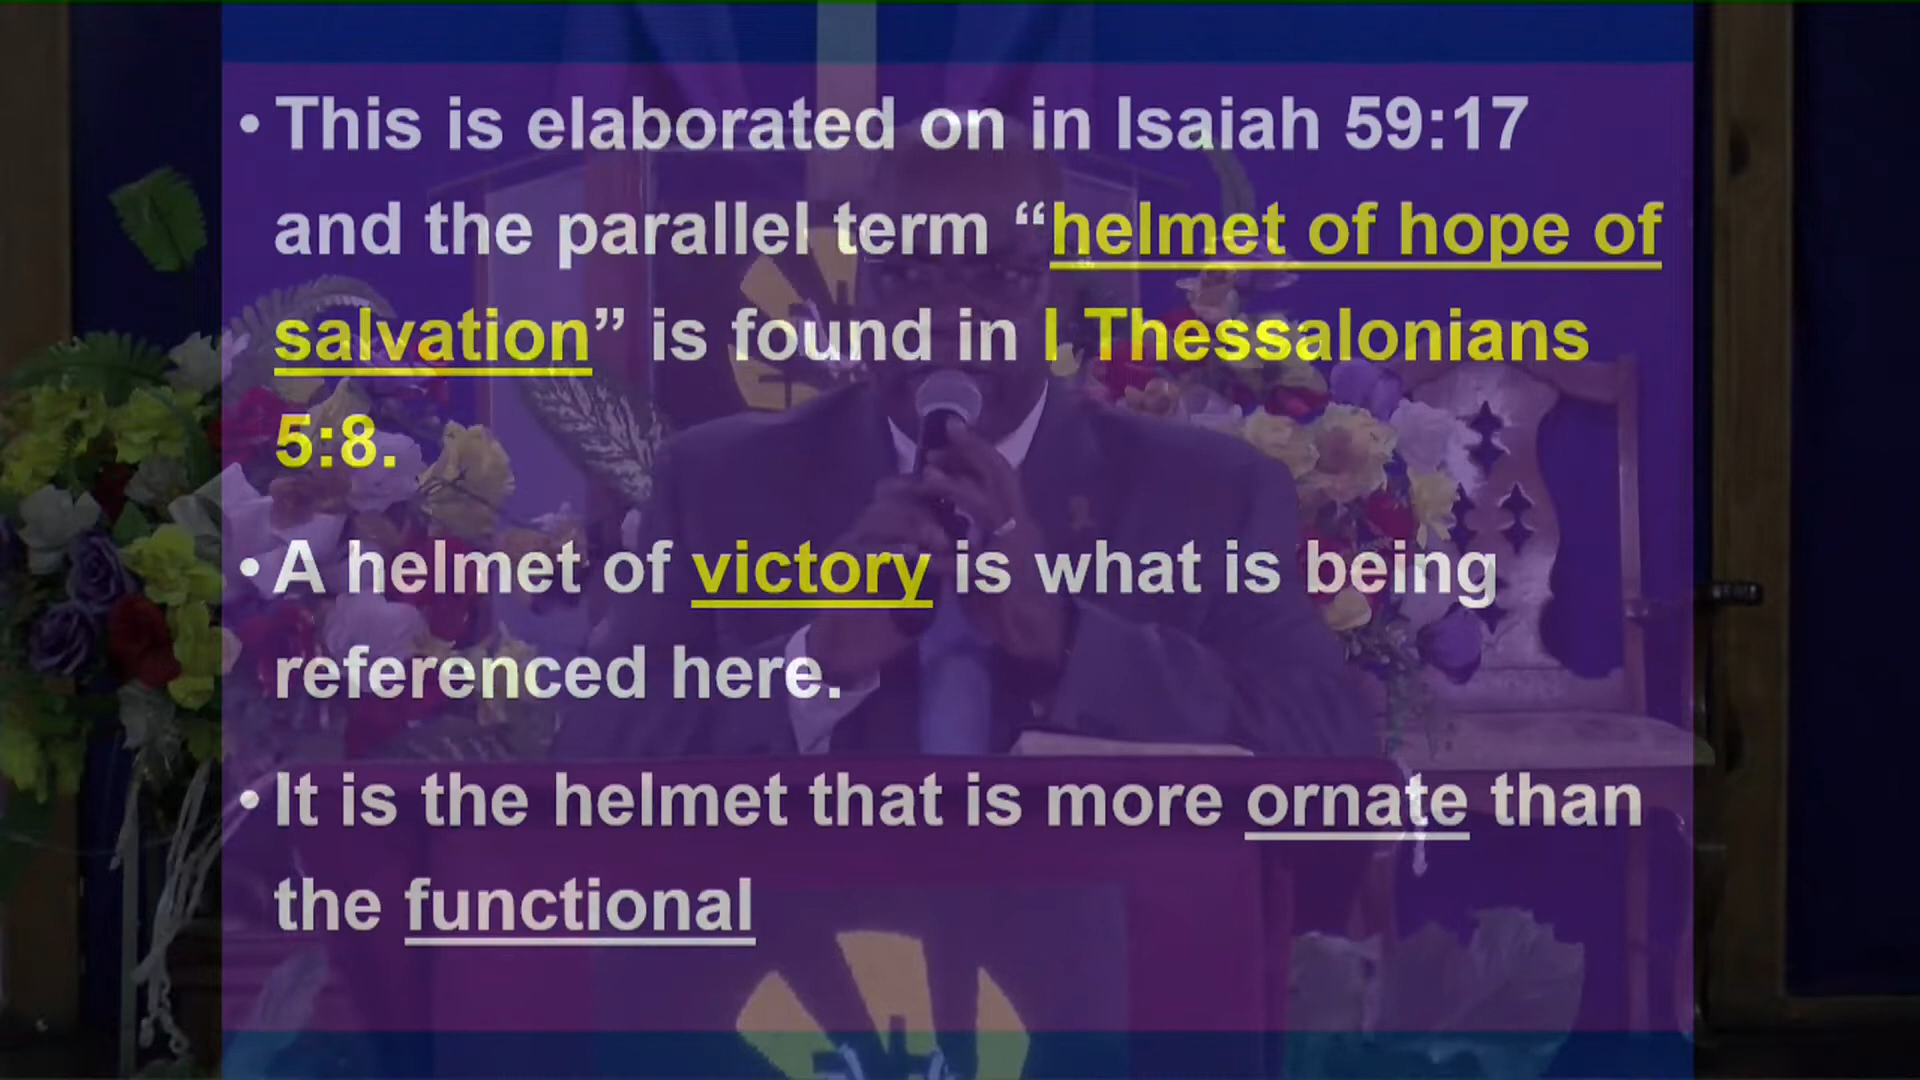 • This is elaborated on in Isaiah 59:17
and the parallel term “helmet of hope of
salvation” is found in I Thessalonians
5:8.
• A helmet of victory is what is being
referenced here.
• It is the helmet that is more ornate than
the functional